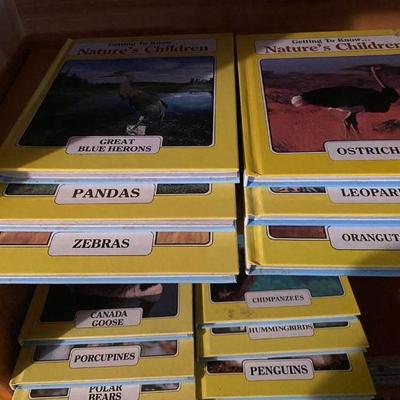 Getting To Know...
Nature's Children
GREAT
BLUE HERONS
PANDAS
ZEBRAS
CANADA
GOOSE
PORCUPINES
POLAR
BEARS
Getting To Know...
Nature's Children
OSTRICH
LEOPAR
ORANGUT
CHIMPANZEES
HUMMINGBIRDS
PENGUINS